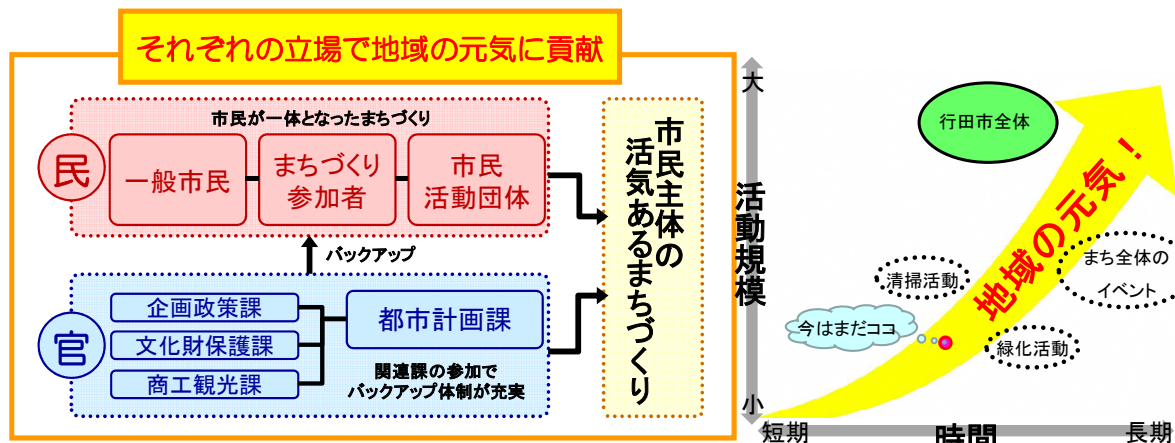 それぞれの立場で地域の元気に貢献
市民が一体となったまちづくり
民
一般市民
まちづくり
参加者
市民
活動団体
バックアップ
官
企画政策課
文化財保護課
商工観光課
都市計画課
関連課の参加で
バックアップ体制が充実
市民主体の
活気あるまちづくり
大
活動規模
小
行田市全体
地域の元気！
清掃活動
まち全体の
イベント
今はまだココ
緑化活動
短期
時間
長期